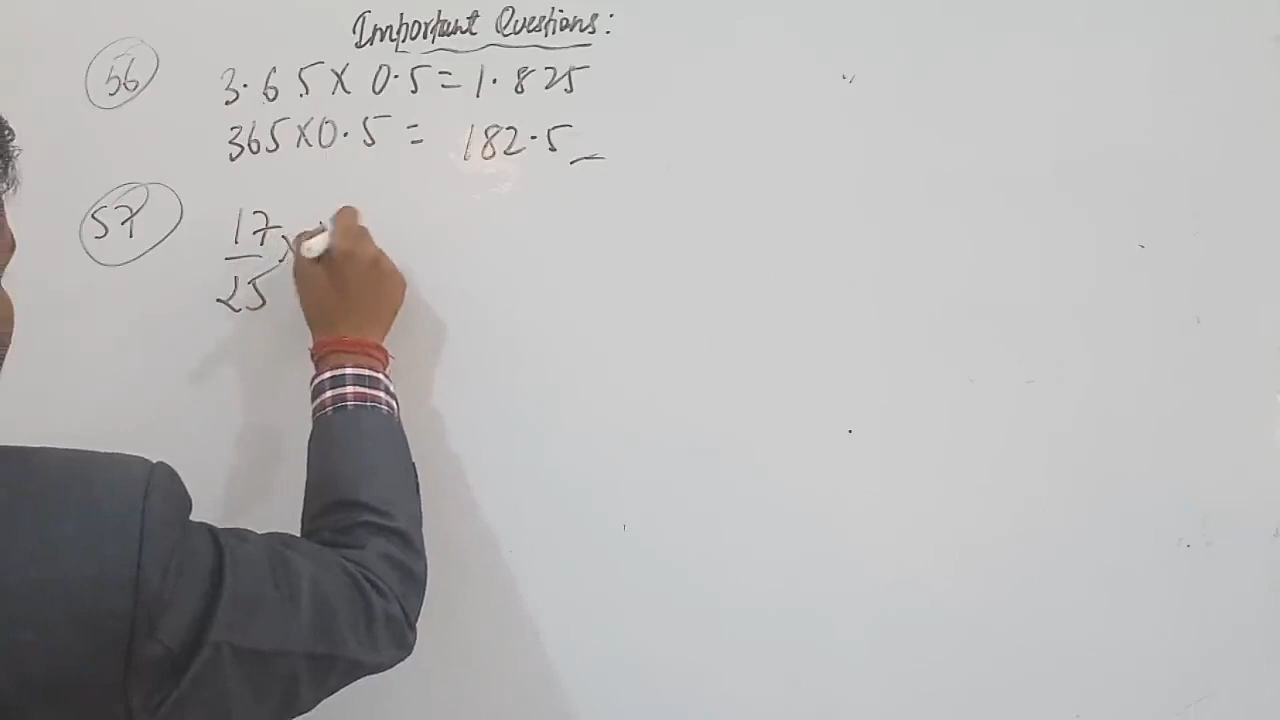 Important Questions:
56 3.65 X 0.5 = 1.825
365 X 0.5 = 182.5
57 17/25 X